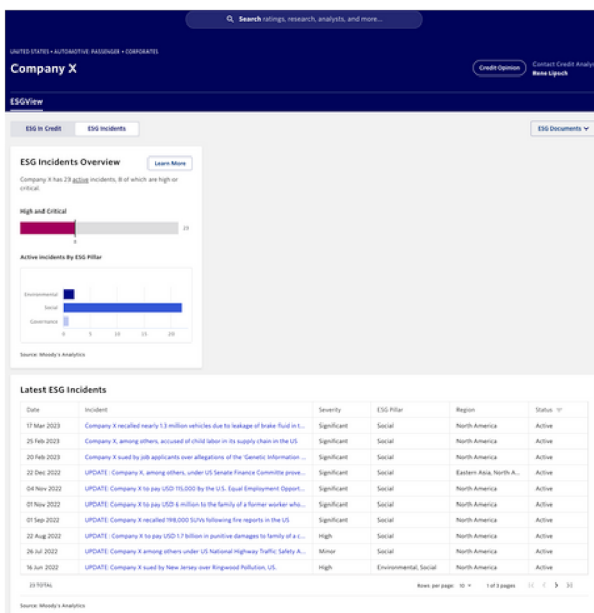 Search ratings, research, analysts, and more...
UNITED STATES • AUTOMOTIVE: PASSENGER • CORPORATES
Company X
Credit Opinion
Contact Credit Analys
Rene Lipsch
ESGView
ESG In Credit
ESG Incidents
ESG Documents
ESG Incidents Overview
Learn More
Company X has 23 active incidents, 8 of which are high or
critical.
High and Critical
23
8
Active Incidents By ESG Pillar
Environmental
Social
Governance
0 5 10 15 20
Source: Moody's Analytics
Latest ESG Incidents
Date Incident Severity ESG Pillar Region Status
17 Mar 2023 Company X recalled nearly 1.3 million vehicles due to leakage of brake fluid in t... Significant Social North America Active
25 Feb 2023 Company X, among others, accused of child labor in its supply chain in the US Significant Social North America Active
20 Feb 2023 Company X sued by job applicants over allegations of the 'Genetic Information ... Significant Social North America Active
22 Dec 2022 UPDATE: Company X, among others, under US Senate Finance Committe prove... Significant Social Eastern Asia, North A... Active
04 Nov 2022 UPDATE: Company X to pay USD 115,000 by the U.S. Equal Employment Opport... Significant Social North America Active
01 Nov 2022 UPDATE: Company X to pay USD 6 million to the family of a former worker who... Significant Social North America Active
01 Sep 2022 UPDATE: Company X recalled 198,000 SUVs following fire reports in the US Significant Social North America Active
22 Aug 2022 UPDATE : Company X to pay USD 1.7 billion in punitive damages to family of a c... High Social North America Active
26 Jul 2022 UPDATE: Company X among others under US National Highway Traffic Safety A... Minor Social North America Active
16 Jun 2022 UPDATE: Company X sued by New Jersey over Ringwood Pollution, US. High Environmental, Social North America Active
TOTAL Rows per page: 10 1 of 3 pages
Source: Moody's Analytics